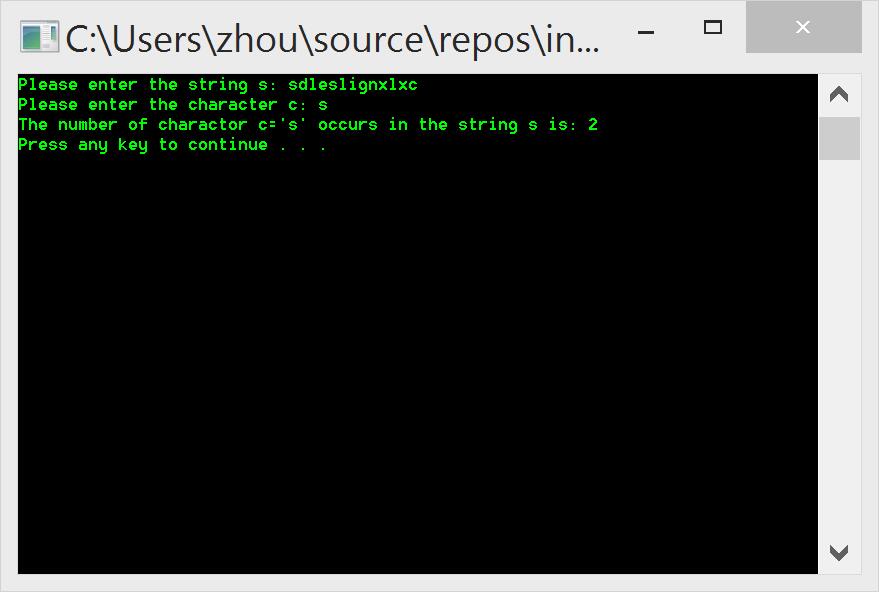 C:\Users\zhou\source\repos\in...
Please enter the string s: sdleslignxlxc
Please enter the character c: s
The number of charactor c='s' occurs in the string s is: 2
Press any key to continue . . .